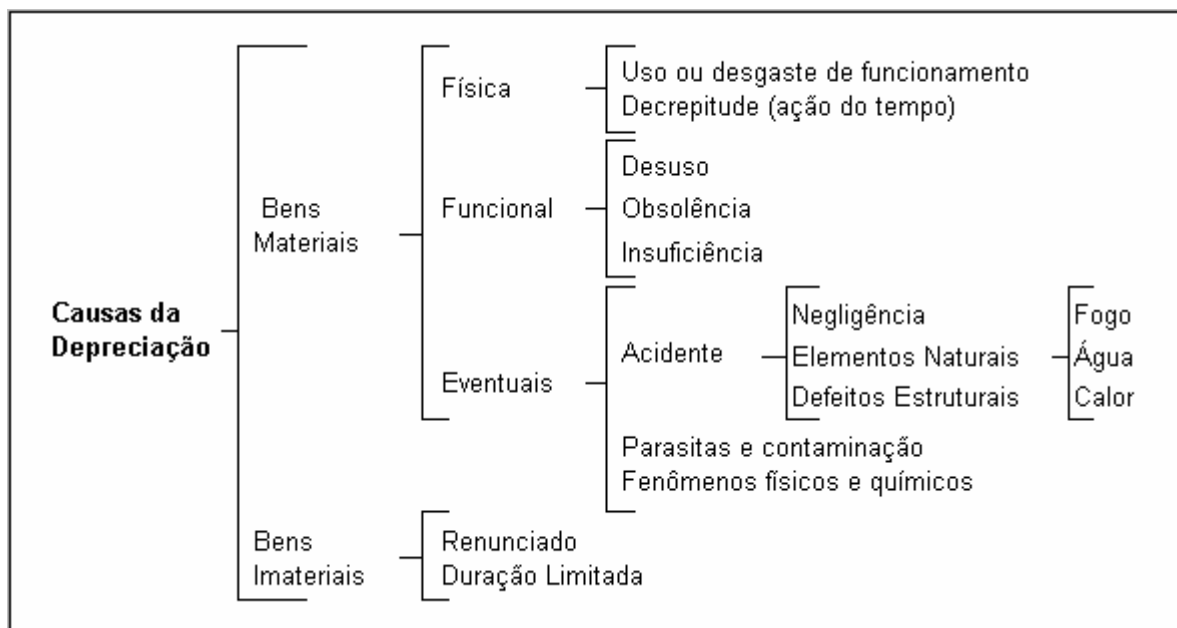 Causas da
Depreciação
Bens
Materiais
Física
Uso ou desgaste de funcionamento
Decrepitude (ação do tempo)
Funcional
Desuso
Obsolência
Insuficiência
Eventuais
Acidente
Negligência
Elementos Naturais
Defeitos Estruturais
Fogo
Água
Calor
Parasitas e contaminação
Fenômenos físicos e químicos
Bens
Imateriais
Renunciado
Duração Limitada